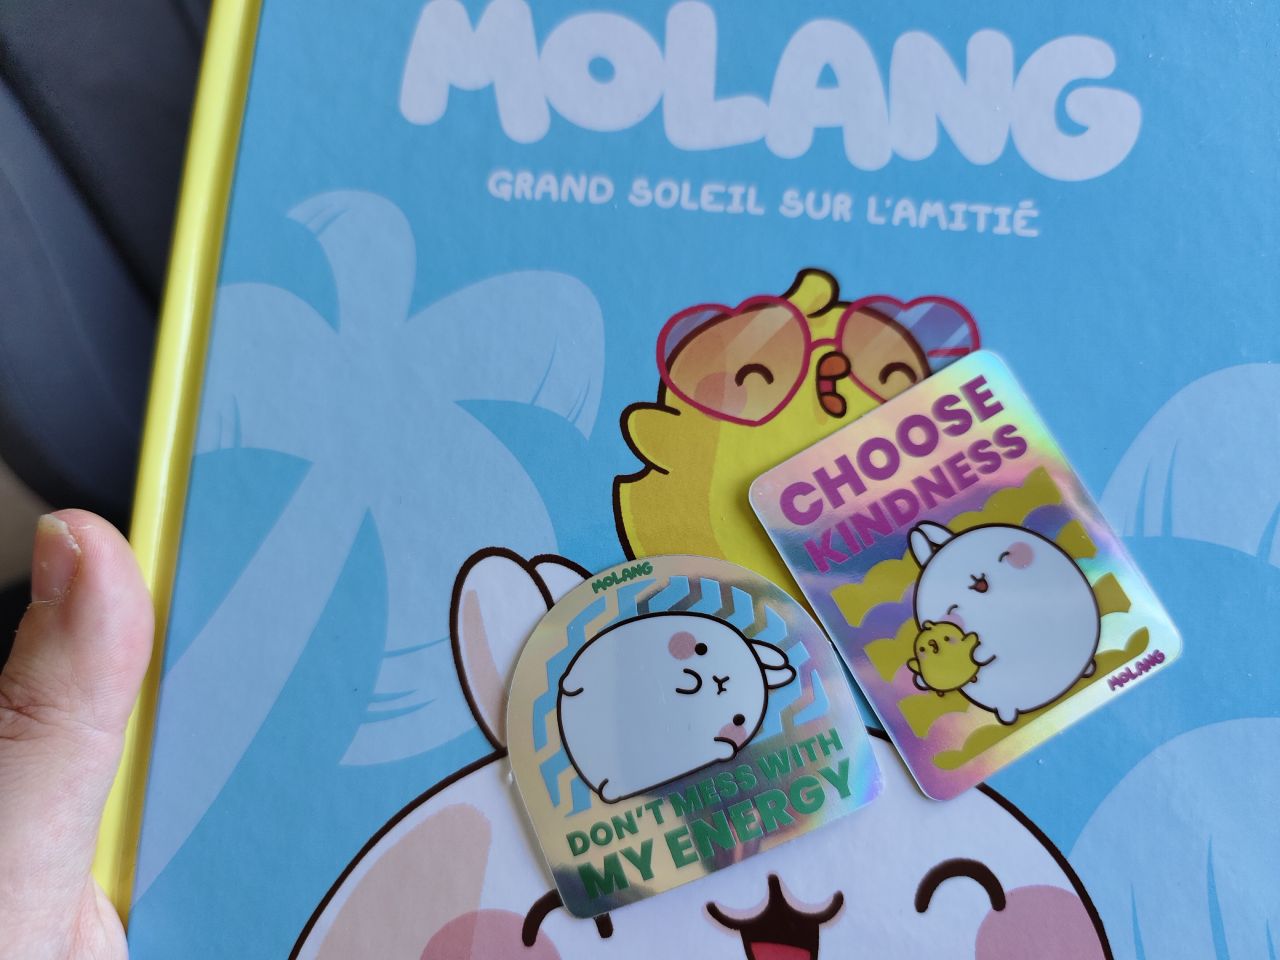 MOLANG
GRAND SOLEIL SUR L'AMITIÉ
CHOOSE
KINDNESS
MOLANG
MOLANG
DON'T MESS WITH
MY ENERGY